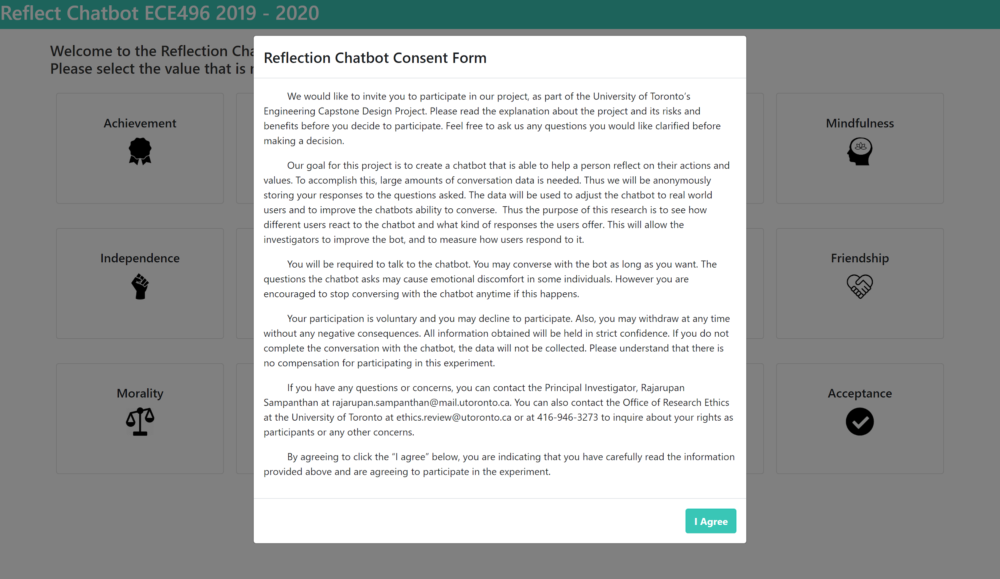 Reflect Chatbot ECE496 2019 - 2020
Welcome to the Reflection
Please select the value that is
Reflection Chatbot Consent Form
We would like to invite you to participate in our project, as part of the University of Toronto’s
Engineering Capstone Design Project. Please read the explanation about the project and its risks and
benefits before you decide to participate. Feel free to ask us any questions you would like clarified before
making a decision.
Our goal for this project is to create a chatbot that is able to help a person reflect on their actions and
values. To accomplish this, large amounts of conversation data is needed. Thus we will be anonymously
storing your responses to the questions asked. The data will be used to adjust the chatbot to real world
users and to improve the chatbots ability to converse.  Thus the purpose of this research is to see how
different users react to the chatbot and what kind of responses the users offer. This will allow the
investigators to improve the bot, and to measure how users respond to it.
You will be required to talk to the chatbot. You may converse with the bot as long as you want. The
questions the chatbot asks may cause emotional discomfort in some individuals. However you are
encouraged to stop conversing with the chatbot anytime if this happens.
Your participation is voluntary and you may decline to participate. Also, you may withdraw at any time
without any negative consequences. All information obtained will be held in strict confidence. If you do not
complete the conversation with the chatbot, the data will not be collected. Please understand that there is
no compensation for participating in this experiment.
If you have any questions or concerns, you can contact the Principal Investigator, Rajarupan
Sampanthan at rajarupan.sampanthan@mail.utoronto.ca. You can also contact the Office of Research Ethics
at the University of Toronto at ethics.review@utoronto.ca or at 416-946-3273 to inquire about your rights as
participants or any other concerns.
By agreeing to click the “I agree” below, you are indicating that you have carefully read the information
provided above and are agreeing to participate in the experiment.
I Agree
Achievement
Mindfulness
Independence
Friendship
Morality
Acceptance